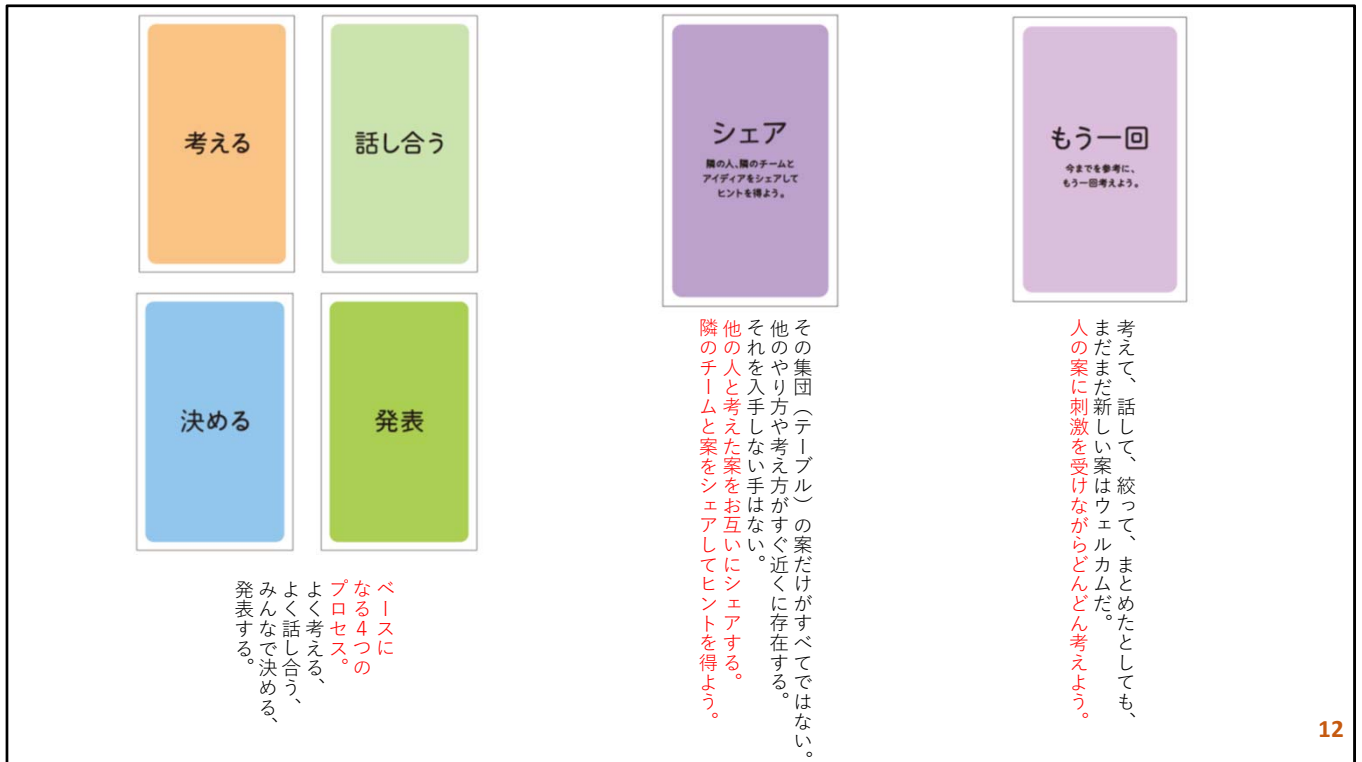 考える
話し合う
決める
発表
ベースに
なる4つの
プロセス。
よく考える、
よく話し合う、
みんなで決める、
発表する。
シェア
隣の人、隣のチームと
アイディアをシェアして
ヒントを得よう。
その集団（テーブル）の案だけがすべてではない。
他のやり方や考え方がすぐ近くに存在する。
それを入手しない手はない。
他の人と考えた案をお互いにシェアする。
隣のチームと案をシェアしてヒントを得よう。
もう一回
今までを参考に、
もう一回考えよう。
考えて、話して、絞って、まとめたとしても、
まだまだ新しい案はウェルカムだ。
人の案に刺激を受けながらどんどん考えよう。
12